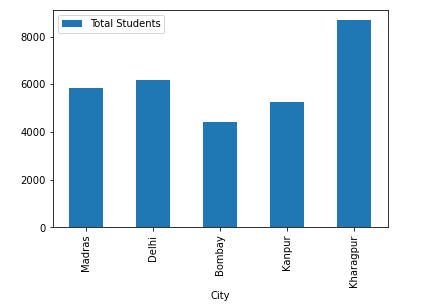 Total Students
8000
6000
4000
2000
0
Madras
Delhi
Bombay
Kanpur
Kharagpur
City